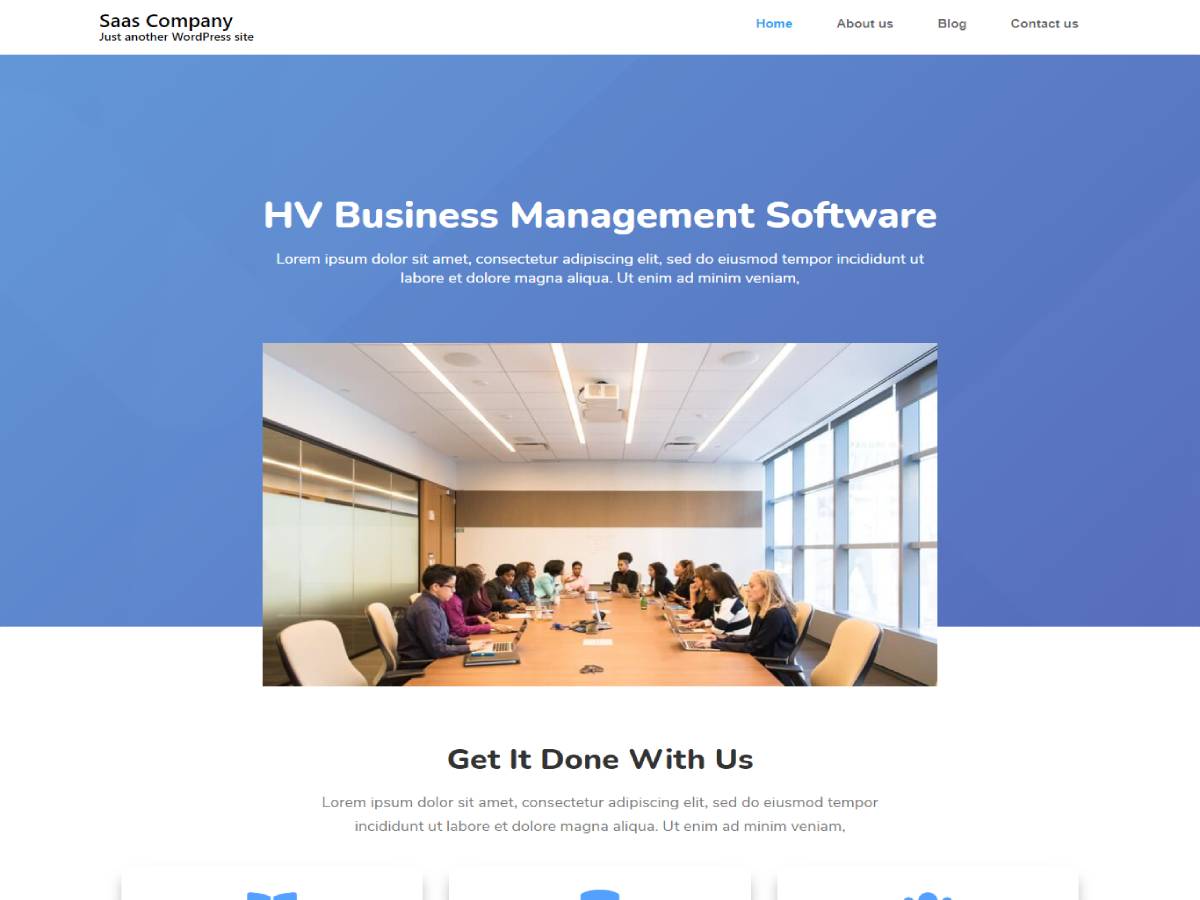 Saas Company
Just another WordPress site
Home
About us
Blog
Contact us
HV Business Management Software
Lorem ipsum dolor sit amet, consectetur adipiscing elit, sed do eiusmod tempor incididunt ut
labore et dolore magna aliqua. Ut enim ad minim veniam,
Get It Done With Us
Lorem ipsum dolor sit amet, consectetur adipiscing elit, sed do eiusmod tempor
incididunt ut labore et dolore magna aliqua. Ut enim ad minim veniam,